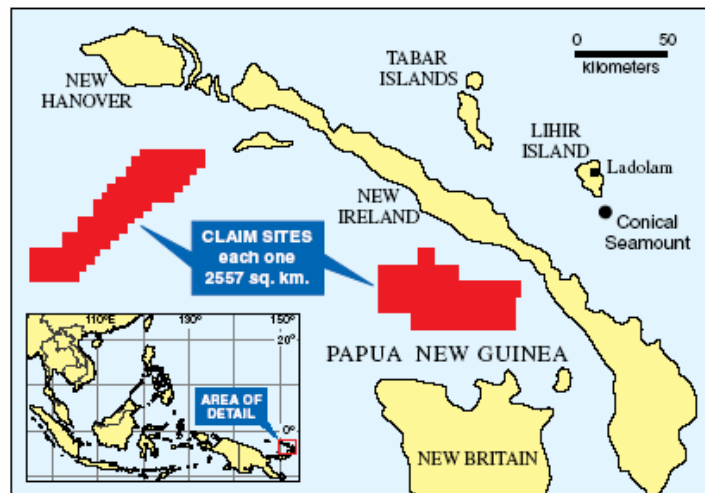 0 50
kilometers
TABAR
ISLANDS
NEW
HANOVER
LIHIR
ISLAND
Ladolam
NEW
IRELAND
Conical
Seamount
CLAIM SITES
each one
2557 sq. km.
110°E 130° 150°
20°
PAPUA NEW GUINEA
AREA OF
DETAIL
0°
NEW BRITAIN